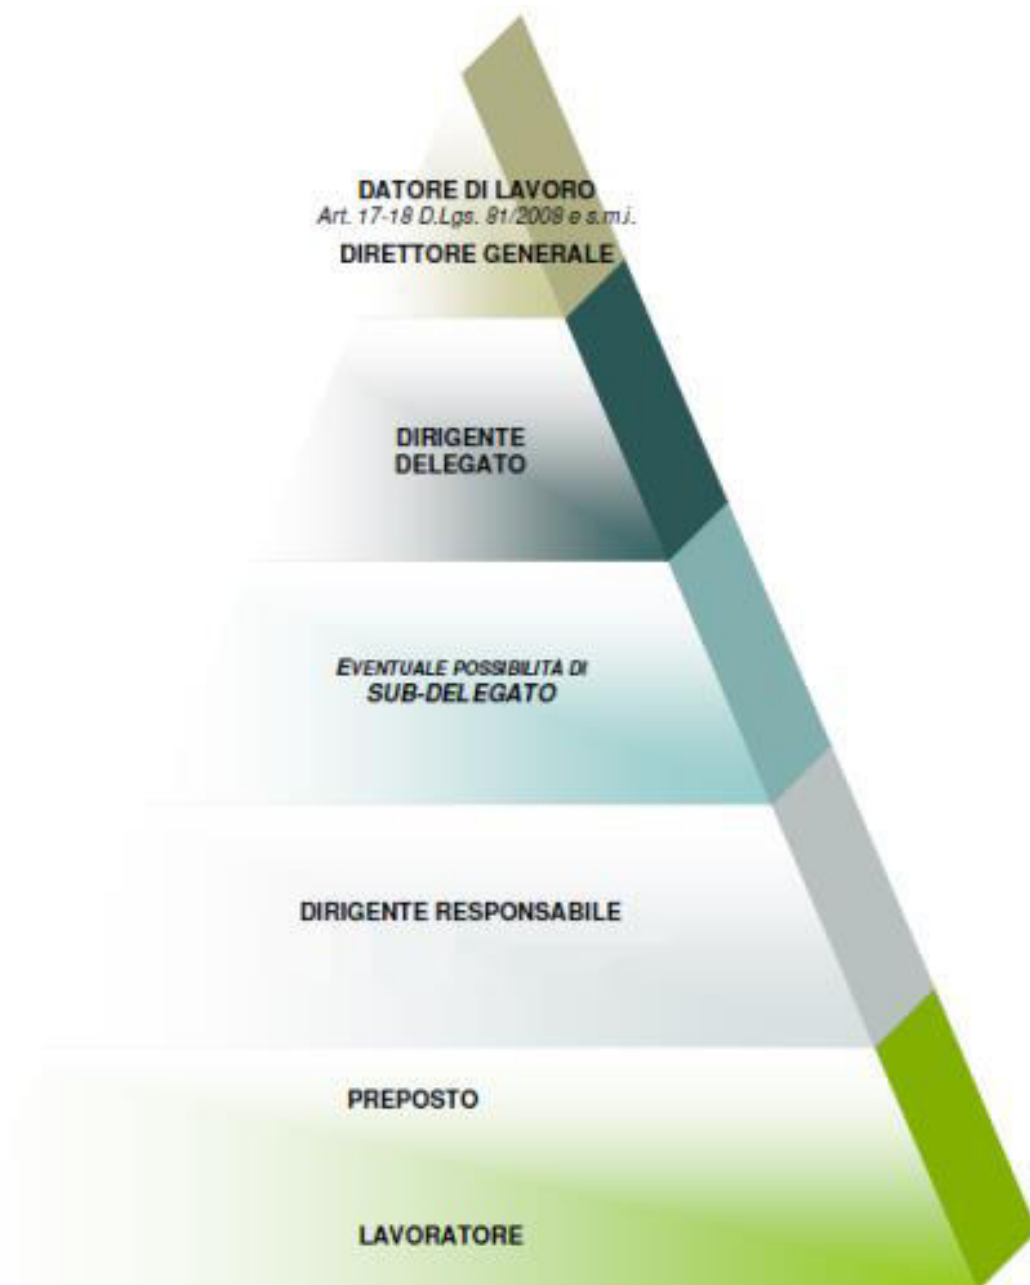 DATORE DI LAVORO
Art. 17-18 D.Lgs. 81/2008 e s.m.i.
DIRETTORE GENERALE
DIRIGENTE
DELEGATO
EVENTUALE POSSIBILITÀ DI
SUB-DELEGATO
DIRIGENTE RESPONSABILE
PREPOSTO
LAVORATORE